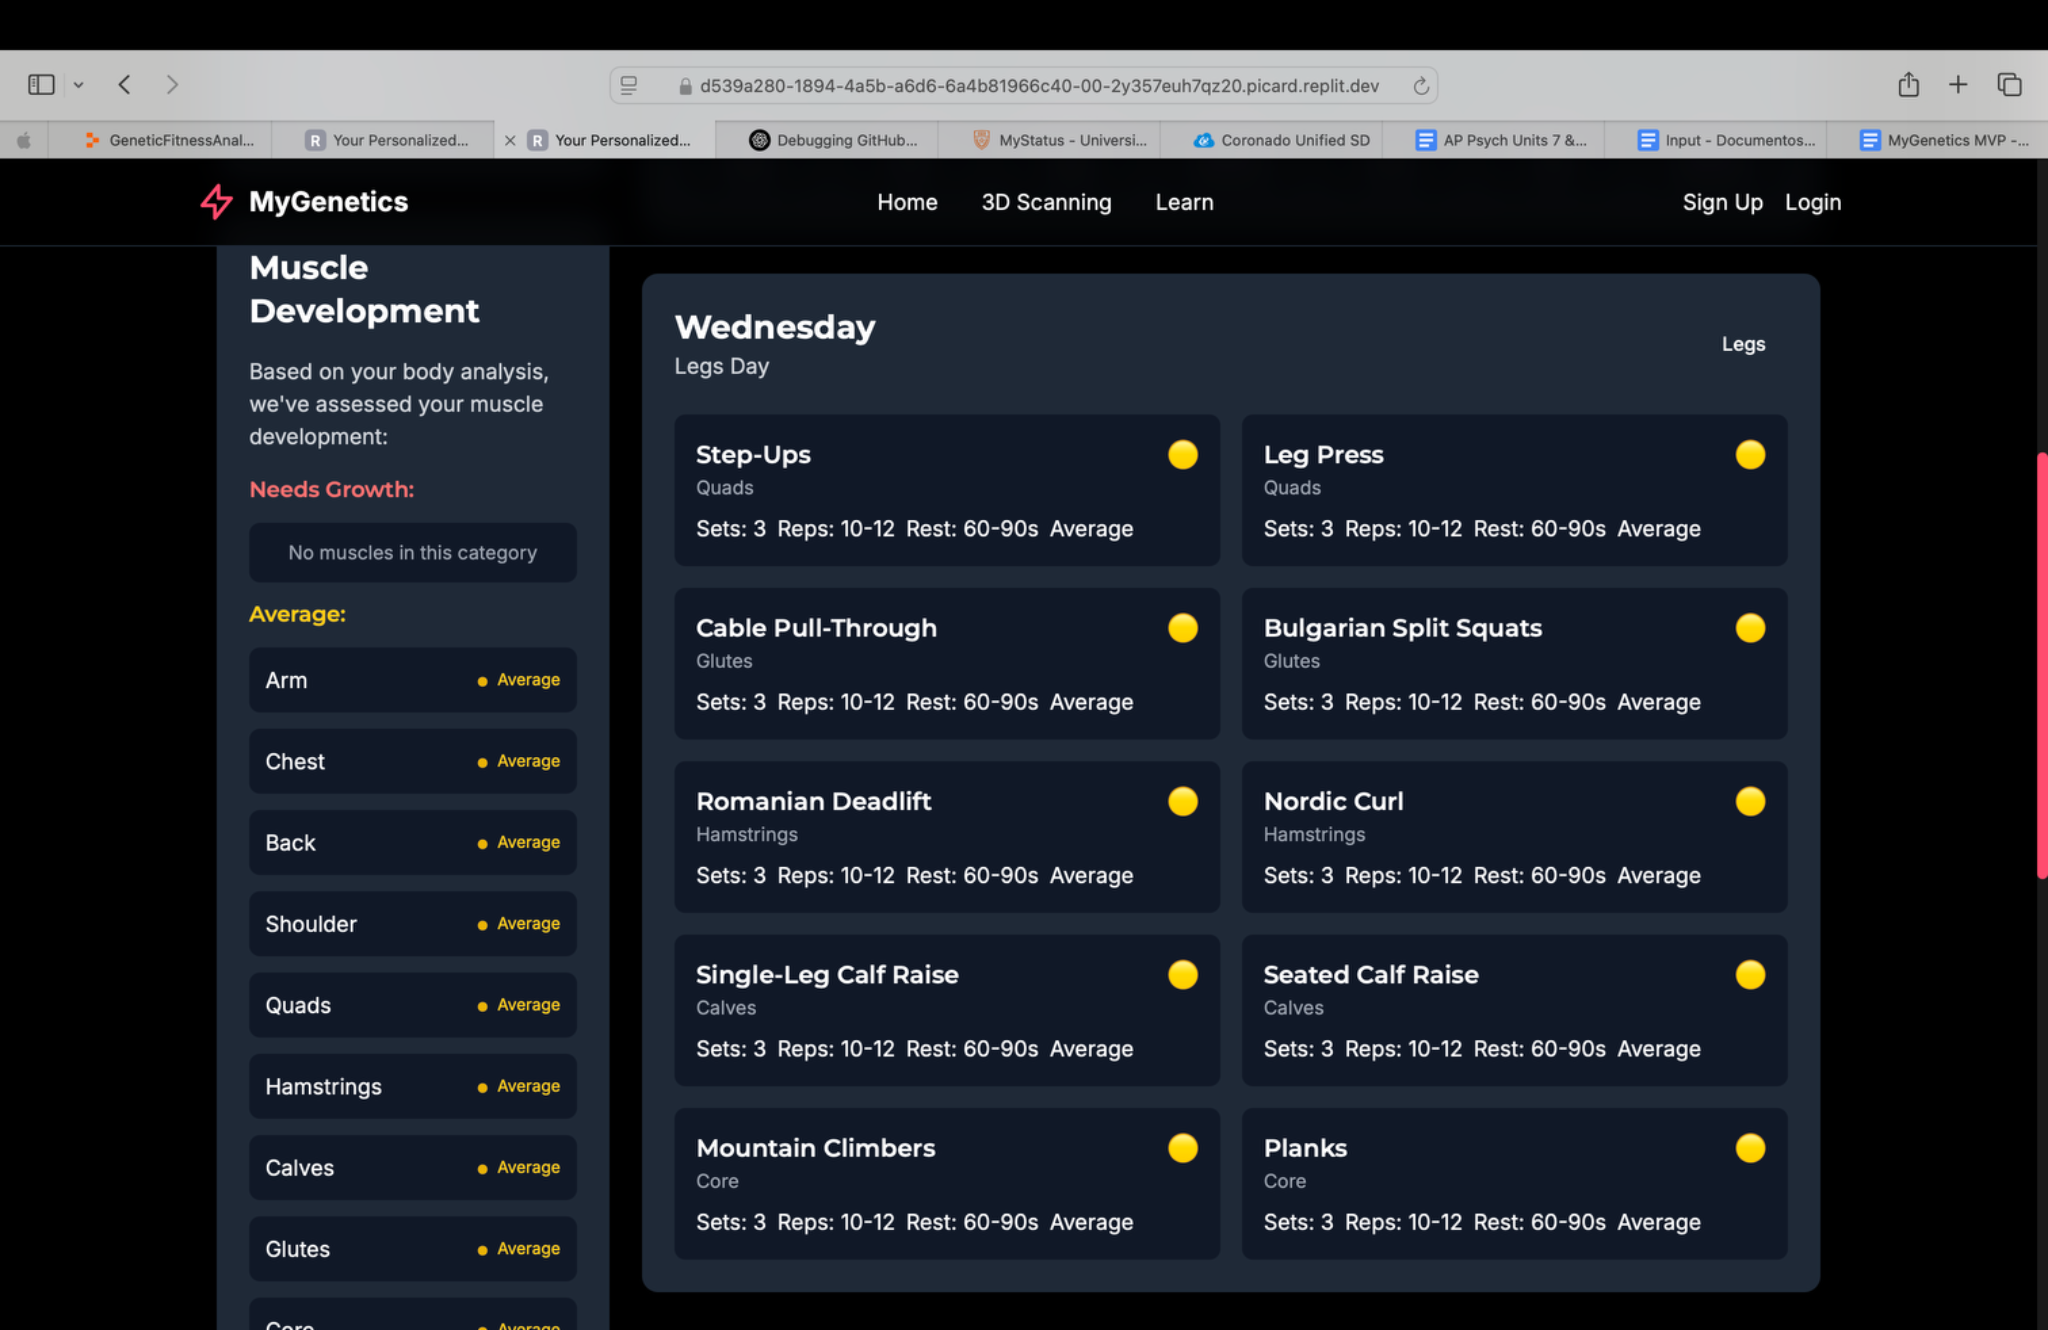 d539a280-1894-4a5b-a6d6-6a4b81966c40-00-2y357euh7qz20.picard.replit.dev
GeneticFitnessAnal...
Your Personalized...
Your Personalized...
Debugging GitHub...
MyStatus - Universi...
Coronado Unified SD
AP Psych Units 7 &...
Input - Documentos...
MyGenetics MVP -...
MyGenetics
Home
3D Scanning
Learn
Sign Up
Login
Muscle
Development
Based on your body analysis,
we've assessed your muscle
development:
Needs Growth:
No muscles in this category
Average:
Arm Average
Chest Average
Back Average
Shoulder Average
Quads Average
Hamstrings Average
Calves Average
Glutes Average
Core Average
Wednesday
Legs Day
Legs
Step-Ups
Quads
Sets: 3 Reps: 10-12 Rest: 60-90s Average
Leg Press
Quads
Sets: 3 Reps: 10-12 Rest: 60-90s Average
Cable Pull-Through
Glutes
Sets: 3 Reps: 10-12 Rest: 60-90s Average
Bulgarian Split Squats
Glutes
Sets: 3 Reps: 10-12 Rest: 60-90s Average
Romanian Deadlift
Hamstrings
Sets: 3 Reps: 10-12 Rest: 60-90s Average
Nordic Curl
Hamstrings
Sets: 3 Reps: 10-12 Rest: 60-90s Average
Single-Leg Calf Raise
Calves
Sets: 3 Reps: 10-12 Rest: 60-90s Average
Seated Calf Raise
Calves
Sets: 3 Reps: 10-12 Rest: 60-90s Average
Mountain Climbers
Core
Sets: 3 Reps: 10-12 Rest: 60-90s Average
Planks
Core
Sets: 3 Reps: 10-12 Rest: 60-90s Average